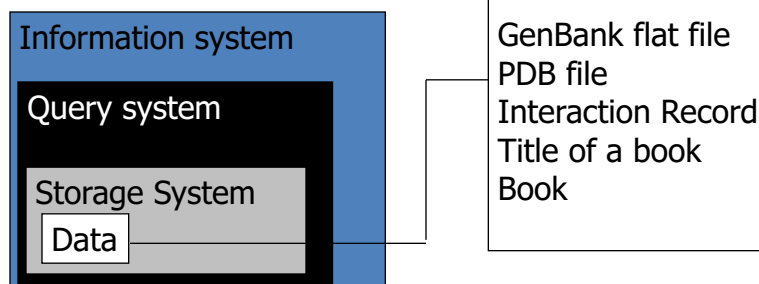 Information system
Query system
Storage System
Data
GenBank flat file
PDB file
Interaction Record
Title of a book
Book